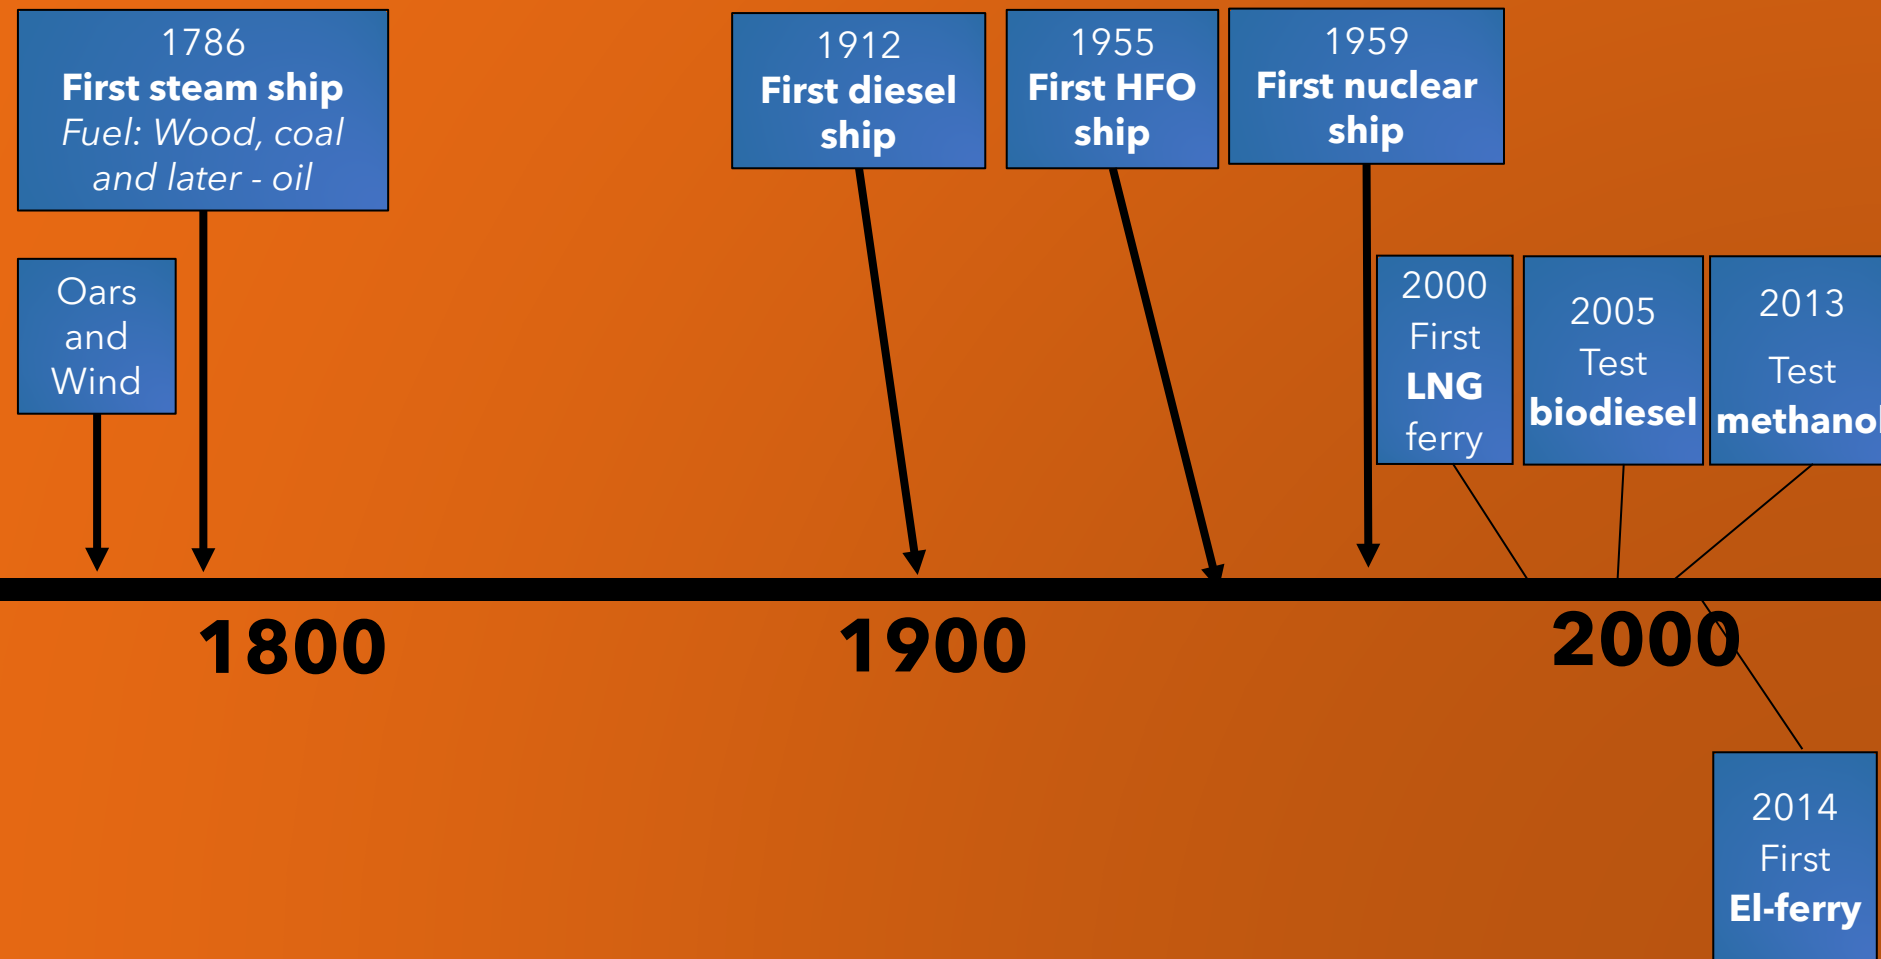 1786
First steam ship
Fuel: Wood, coal
and later - oil
1912
First diesel
ship
1955
First HFO
ship
1959
First nuclear
ship
Oars
and
Wind
2000
First
LNG
ferry
2005
Test
biodiesel
2013
Test
methanol
1800
1900
2000
2014
First
El-ferry